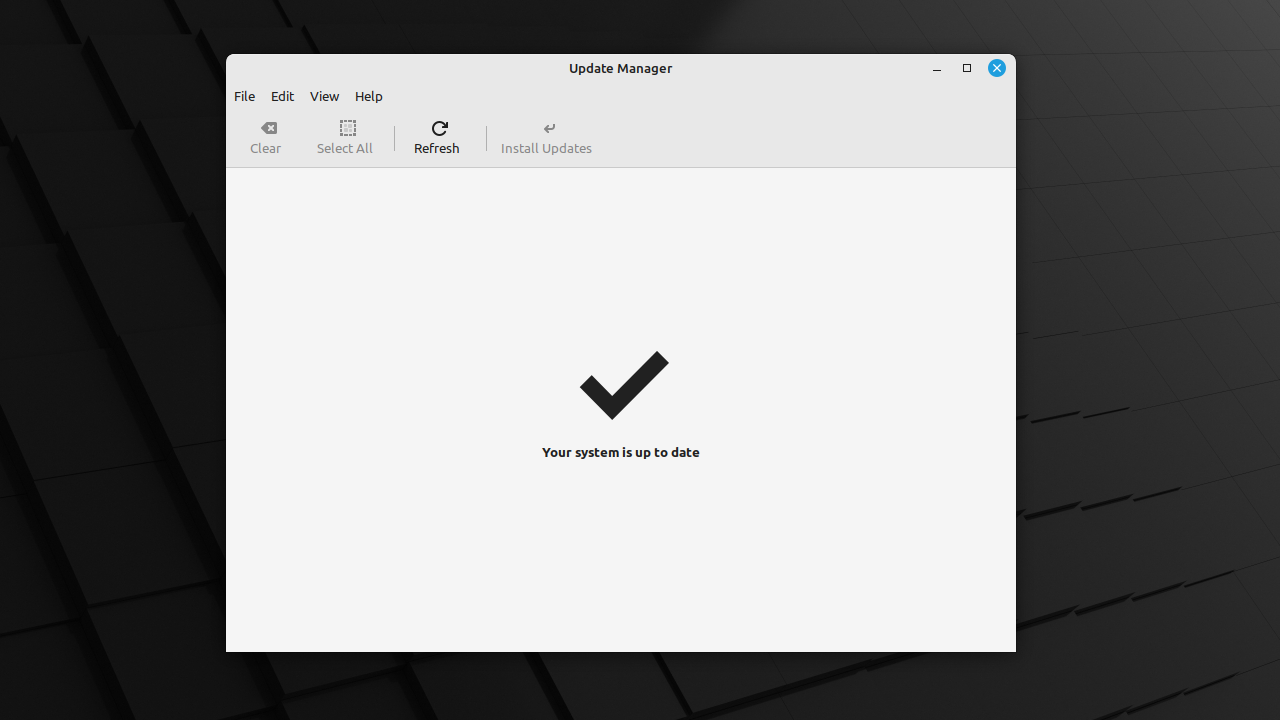 Update Manager
File Edit View Help
Clear Select All Refresh Install Updates
Your system is up to date